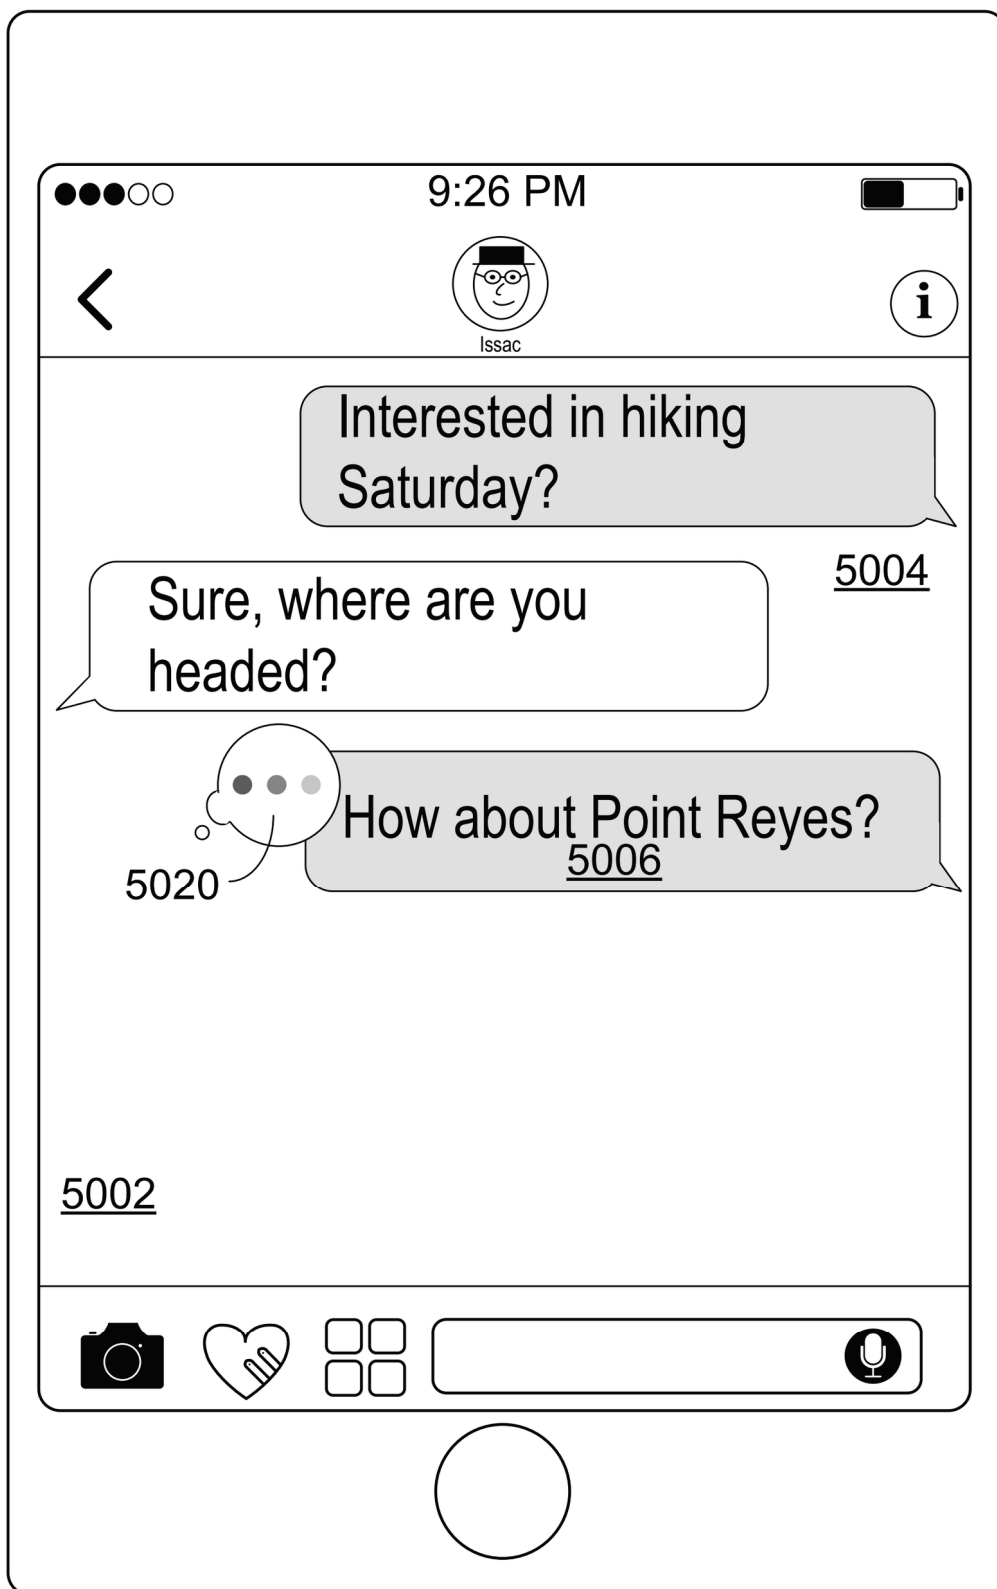 9:26 PM
i
Issac
Interested in hiking
Saturday?
5004
Sure, where are you
headed?
How about Point Reyes?
5006
5020
5002